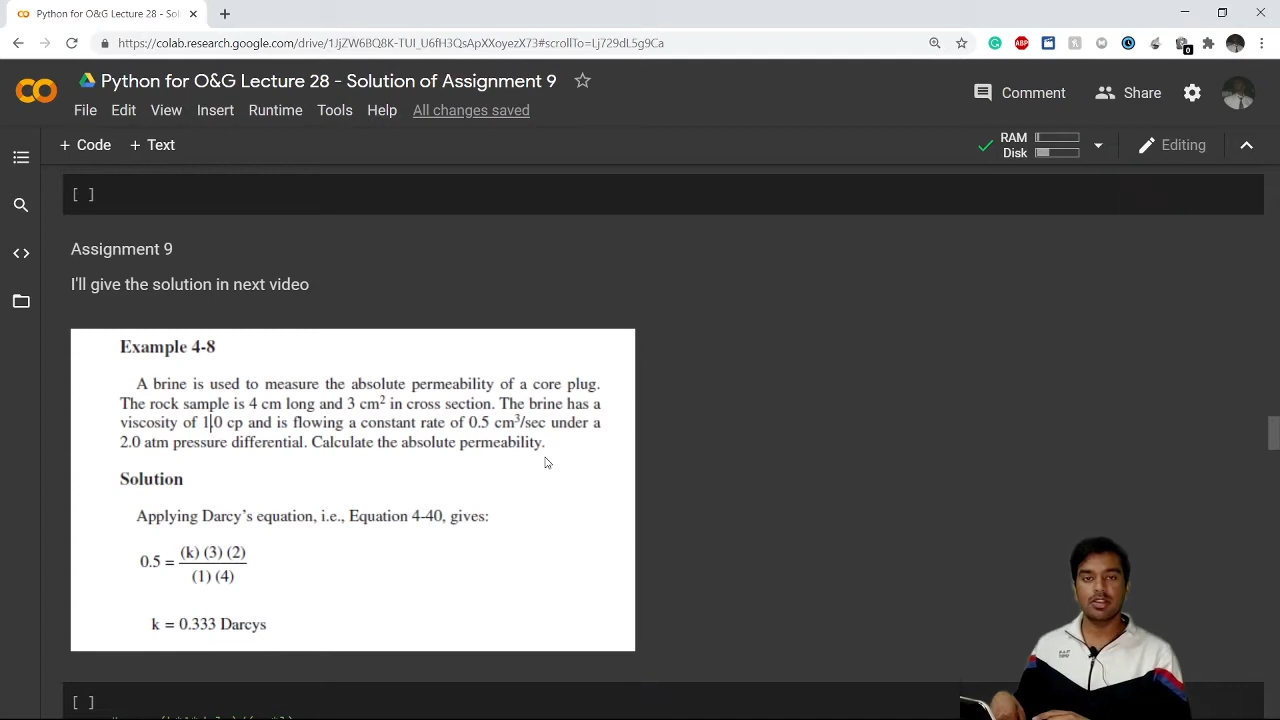 Python for O&G Lecture 28 - Sol
https://colab.research.google.com/drive/1JjZW6BQ8K-TUI_U6fH3QsApXXoyezX73#scrollTo=Lj729dL5g9Ca
ABP
0
Python for O&G Lecture 28 - Solution of Assignment 9
File Edit View Insert Runtime Tools Help All changes saved
Comment Share
+ Code + Text
RAM
Disk
Editing
[ ]
Assignment 9
I'll give the solution in next video
Example 4-8
A brine is used to measure the absolute permeability of a core plug.
The rock sample is 4 cm long and 3 cm² in cross section. The brine has a
viscosity of 1.0 cp and is flowing a constant rate of 0.5 cm³/sec under a
2.0 atm pressure differential. Calculate the absolute permeability.
Solution
Applying Darcy's equation, i.e., Equation 4-40, gives:
(k) (3) (2)
0.5 =
(1) (4)
k = 0.333 Darcys
[ ]